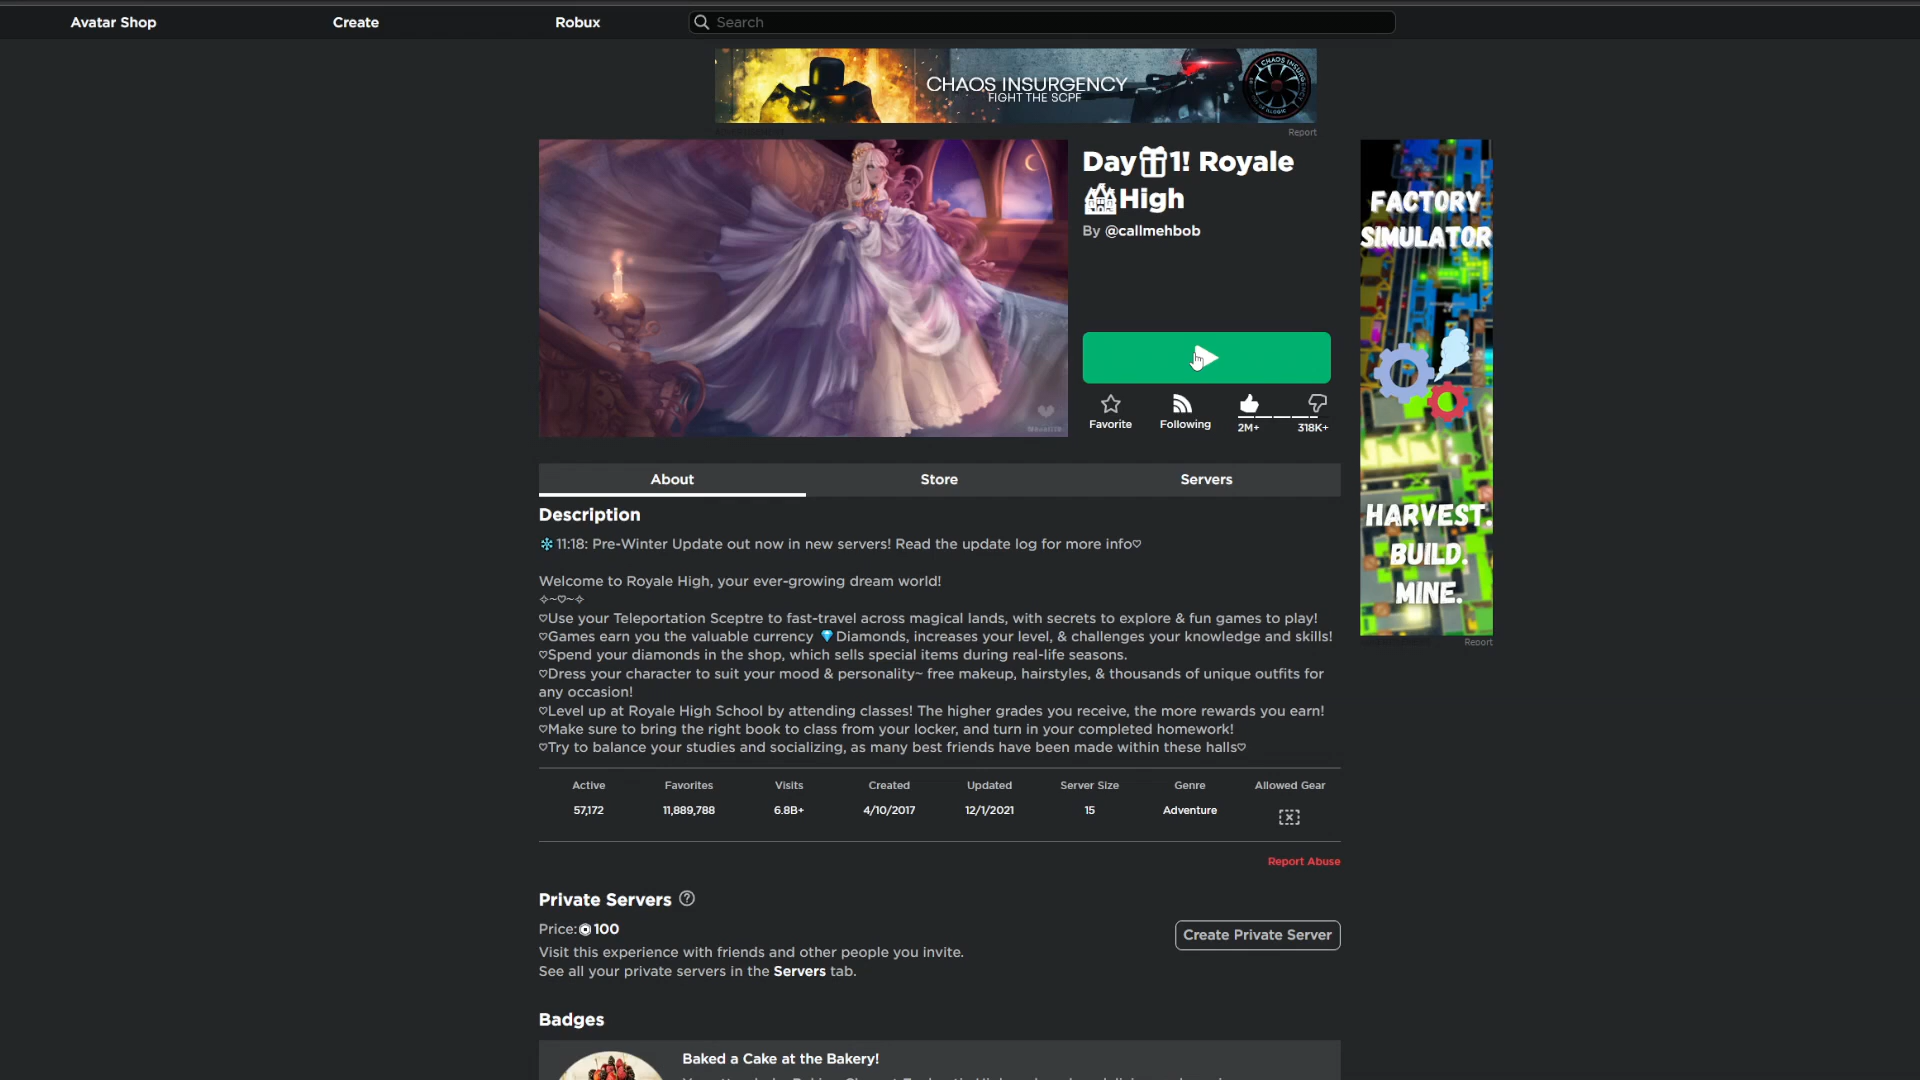 Avatar Shop
Create
Robux
Search
CHAOS INSURGENCY
FIGHT THE SCPF
CHAOS INSURGENCY
Report
Day🎁1! Royale
🏰High
By @callmehbob
FACTORY
SIMULATOR
HARVEST.
BUILD.
MINE.
Report
Favorite
Following
2M+
318K+
About
Store
Servers
Description
❄11:18: Pre-Winter Update out now in new servers! Read the update log for more info♡
Welcome to Royale High, your ever-growing dream world!
✧~♡~✧
♡Use your Teleportation Sceptre to fast-travel across magical lands, with secrets to explore & fun games to play!
♡Games earn you the valuable currency 💎Diamonds, increases your level, & challenges your knowledge and skills!
♡Spend your diamonds in the shop, which sells special items during real-life seasons.
♡Dress your character to suit your mood & personality~ free makeup, hairstyles, & thousands of unique outfits for
any occasion!
♡Level up at Royale High School by attending classes! The higher grades you receive, the more rewards you earn!
♡Make sure to bring the right book to class from your locker, and turn in your completed homework!
♡Try to balance your studies and socializing, as many best friends have been made within these halls♡
Active
Favorites
Visits
Created
Updated
Server Size
Genre
Allowed Gear
57,172
11,889,788
6.8B+
4/10/2017
12/1/2021
15
Adventure
Report Abuse
Private Servers
Price: 100
Create Private Server
Visit this experience with friends and other people you invite.
See all your private servers in the Servers tab.
Badges
Baked a Cake at the Bakery!